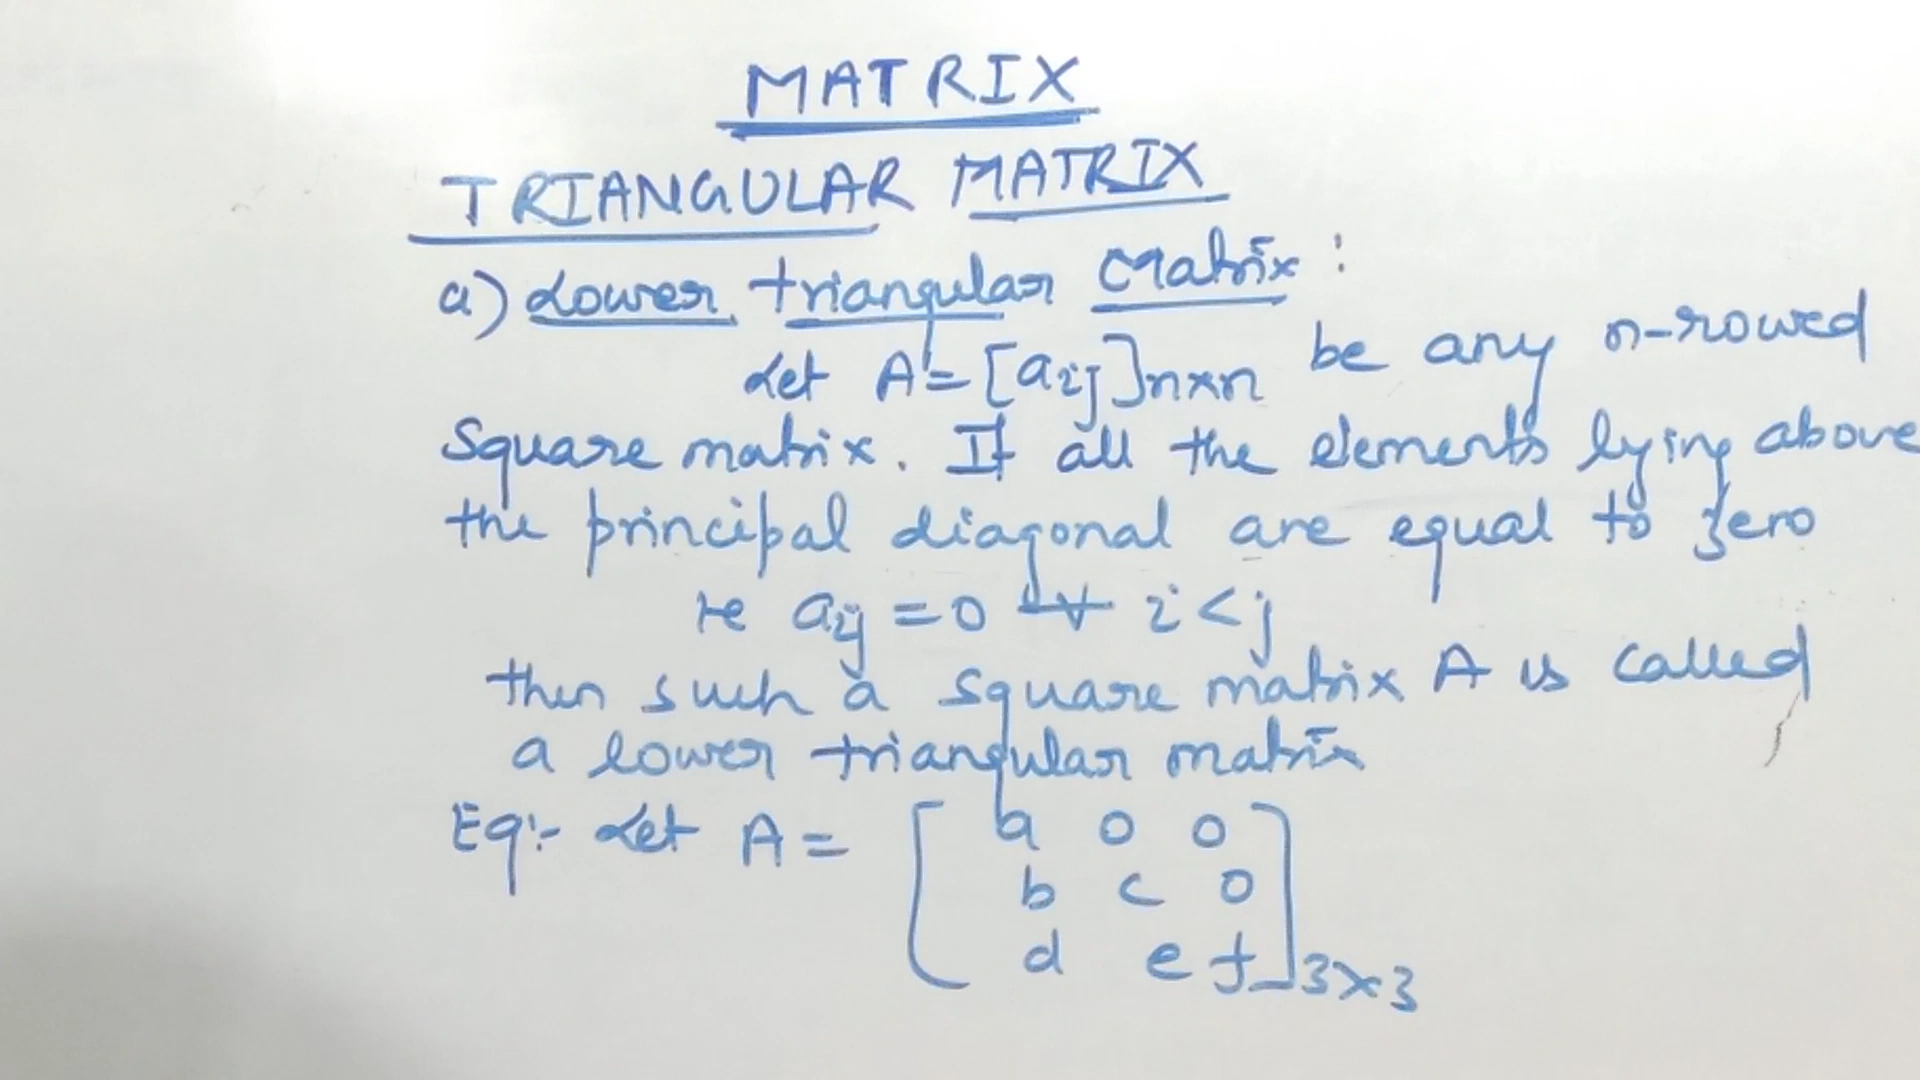 MATRIX
TRIANGULAR MATRIX
a) Lower triangular Matrix :
Let A = [aij]n×n be any n-rowed
Square matrix. If all the elements lying above
the principal diagonal are equal to zero
ie aij = 0 ∀ i < j
then such a square matrix A is called
a lower triangular matrix
Eg:- Let A = [ a 0 0
b c 0
d e f ]3×3